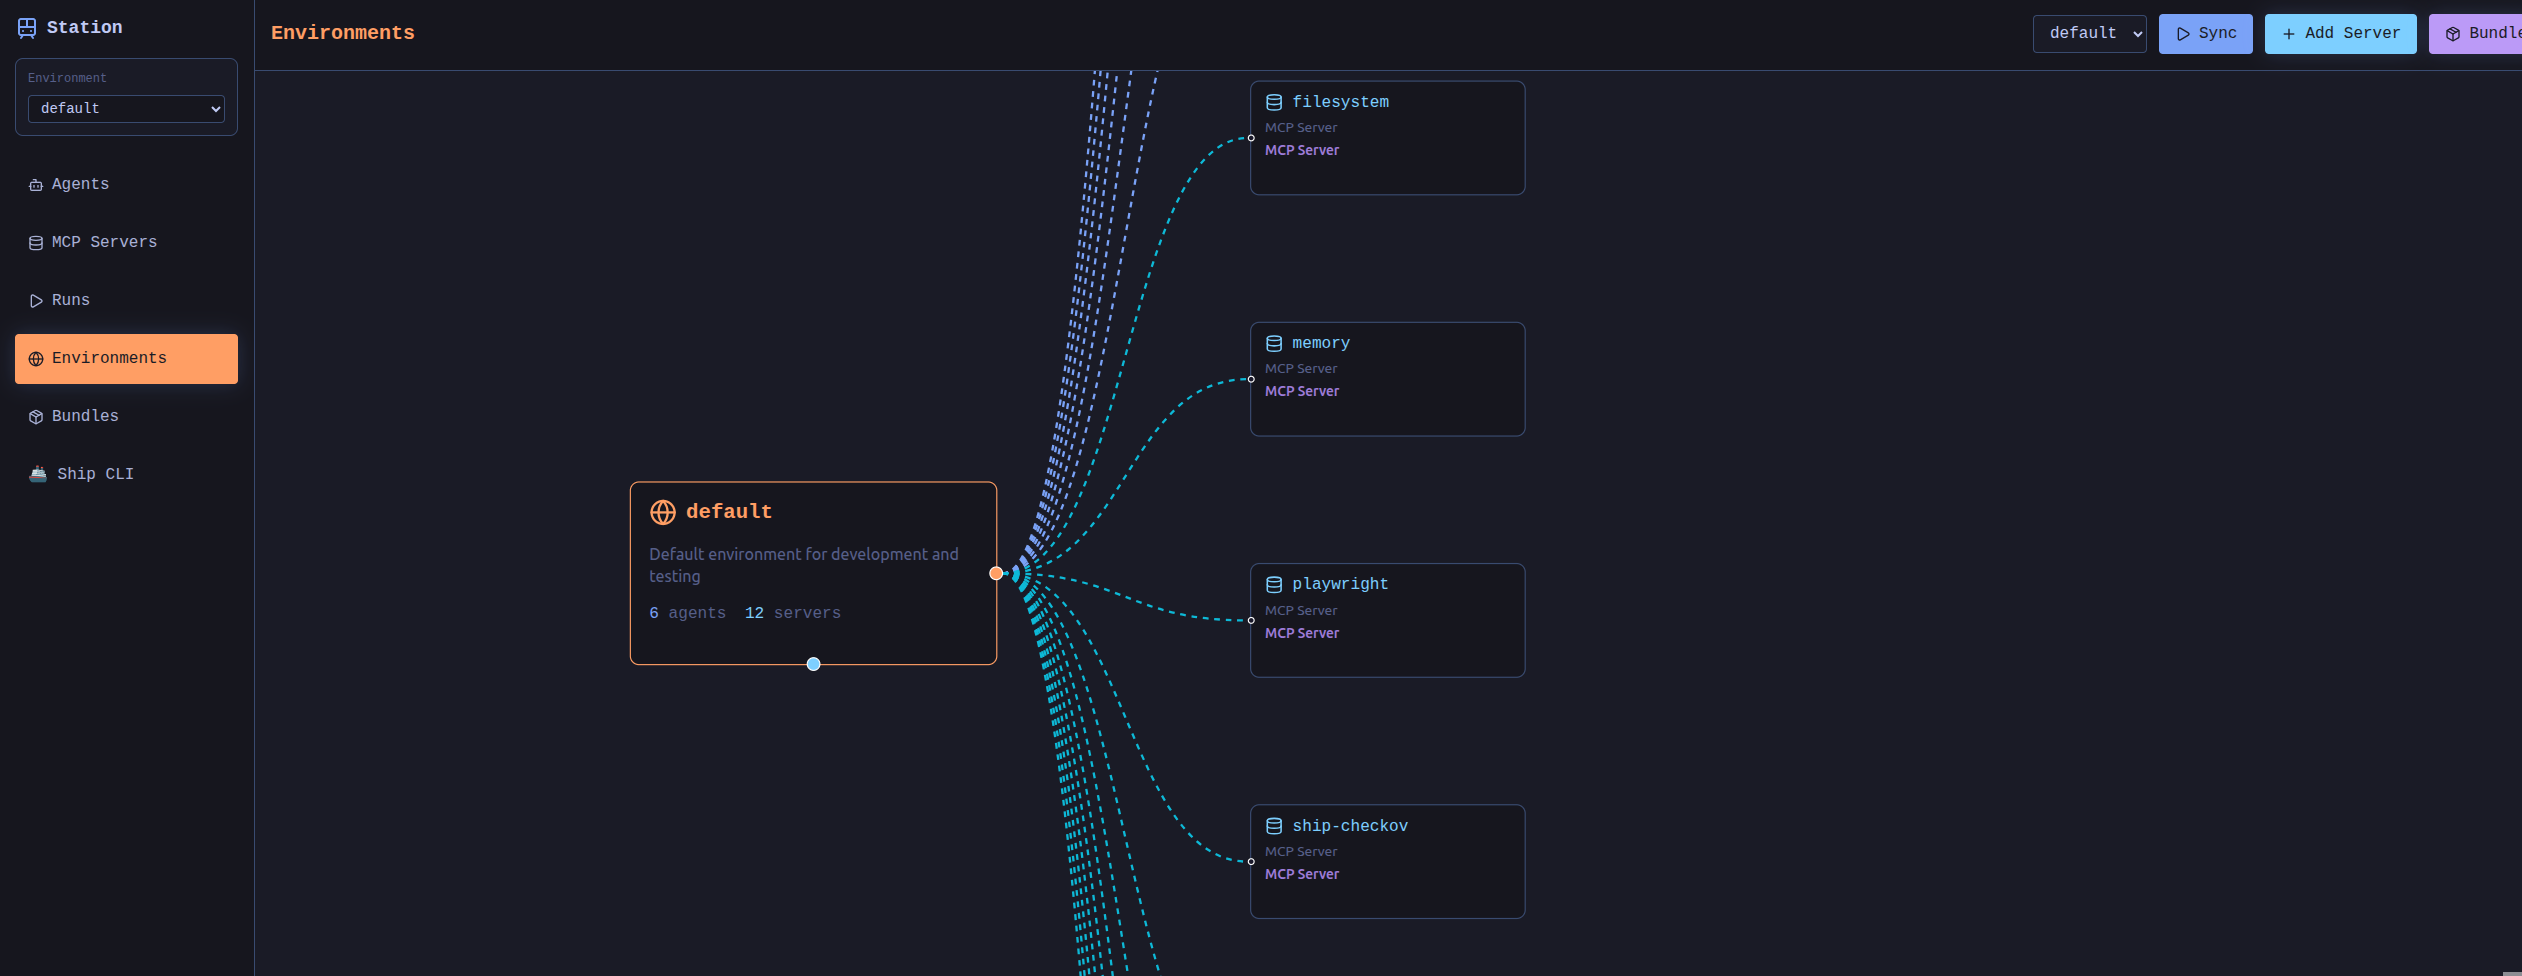 Station
Environment
default
Agents
MCP Servers
Runs
Environments
Bundles
Ship CLI
Environments
default
Sync
Add Server
Bundle
default
Default environment for development and
testing
6 agents 12 servers
filesystem
MCP Server
MCP Server
memory
MCP Server
MCP Server
playwright
MCP Server
MCP Server
ship-checkov
MCP Server
MCP Server